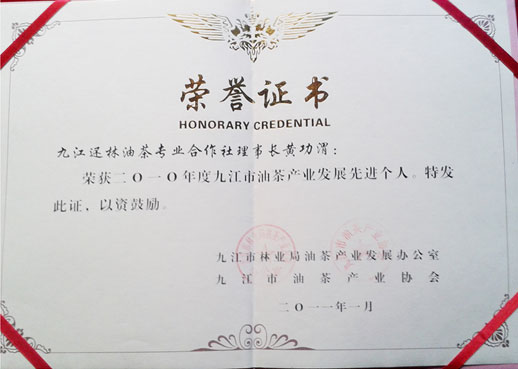 荣誉证书
HONORARY CREDENTIAL
九江迁林油茶专业合作社理事长黄功渭：
荣获二〇一〇年度九江市油茶产业发展先进个人。特发
此证，以资鼓励。
九江市林业局油茶产业发展办公室
九江市油茶产业协会
二〇一一年一月